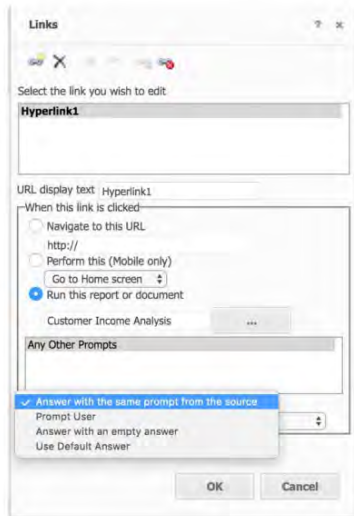 Links ? x
Select the link you wish to edit
Hyperlink1
URL display text Hyperlink1
When this link is clicked
Navigate to this URL
http://
Perform this (Mobile only)
Go to Home screen
Run this report or document
Customer Income Analysis ...
Any Other Prompts
Answer with the same prompt from the source
Prompt User
Answer with an empty answer
Use Default Answer
OK Cancel